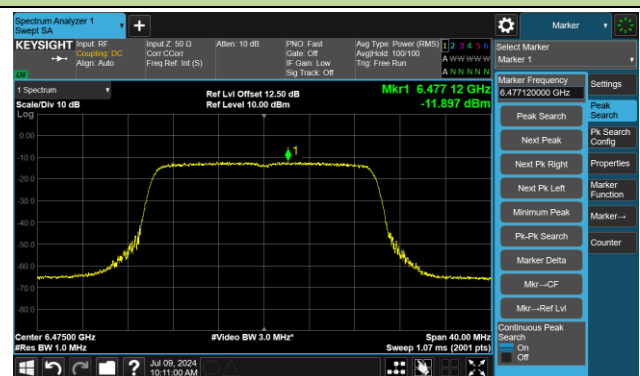 Spectrum Analyzer 1
Swept SA
+
Marker
KEYSIGHT
Input: RF
Coupling: DC
Align: Auto
Input Z: 50 Ω
Corr CCorr
Freq Ref: Int (S)
Atten: 10 dB
PNO: Fast
Gate: Off
IF Gain: Low
Sig Track: Off
Avg Type: Power (RMS)
Avg|Hold: 100/100
Trig: Free Run
1 2 3 4 5 6
A W W W W W
A N N N N N
LXI
Select Marker
Marker 1
1 Spectrum
Scale/Div 10 dB
Log
Ref Lvl Offset 12.50 dB
Ref Level 10.00 dBm
Mkr1 6.477 12 GHz
-11.897 dBm
0.00
-10.0
-20.0
-30.0
-40.0
-50.0
-60.0
-70.0
-80.0
1
Center 6.47500 GHz
#Res BW 1.0 MHz
#Video BW 3.0 MHz*
Span 40.00 MHz
Sweep 1.07 ms (2001 pts)
Marker Frequency
6.477120000 GHz
Peak Search
Next Peak
Next Pk Right
Next Pk Left
Minimum Peak
Pk-Pk Search
Marker Delta
Mkr→CF
Mkr→Ref Lvl
Continuous Peak
Search
On
Off
Settings
Peak
Search
Pk Search
Config
Properties
Marker
Function
Marker→
Counter
?
Jul 09, 2024
10:11:00 AM